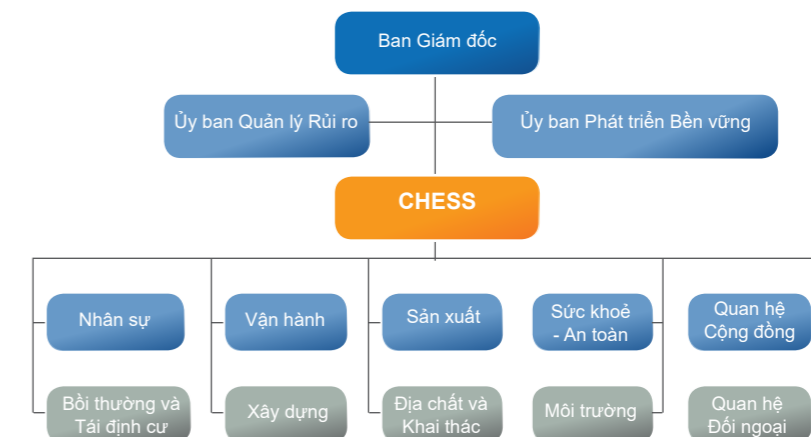 Ban Giám đốc
Ủy ban Quản lý Rủi ro
Ủy ban Phát triển Bền vững
CHESS
Nhân sự
Vận hành
Sản xuất
Sức khoẻ
- An toàn
Quan hệ
Cộng đồng
Bồi thường và
Tái định cư
Xây dựng
Địa chất và
Khai thác
Môi trường
Quan hệ
Đối ngoại